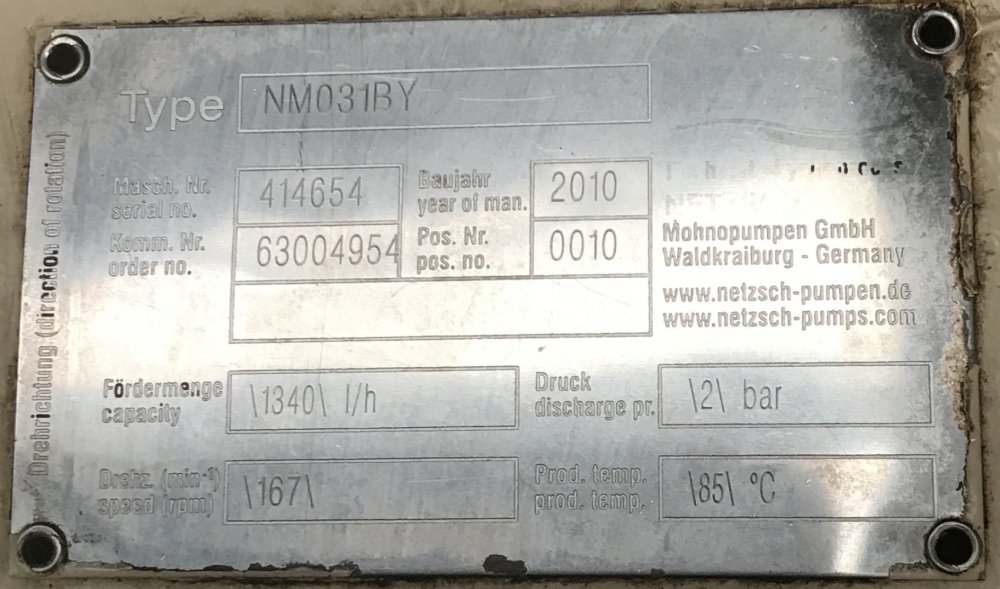 Type NM031BY
Masch. Nr. serial no. 414654 Baujahr year of man. 2010
Komm. Nr. order no. 63004954 Pos. Nr. pos. no. 0010
NETZSCH
Mohnopumpen GmbH
Waldkraiburg - Germany
www.netzsch-pumpen.de
www.netzsch-pumps.com
Fördermenge capacity \1340\ l/h Druck discharge pr. \2\ bar
Drehz. (min-¹) speed (rpm) \167\ Prod. temp. prod. temp. \85\ °C
Drehrichtung (direction of rotation)